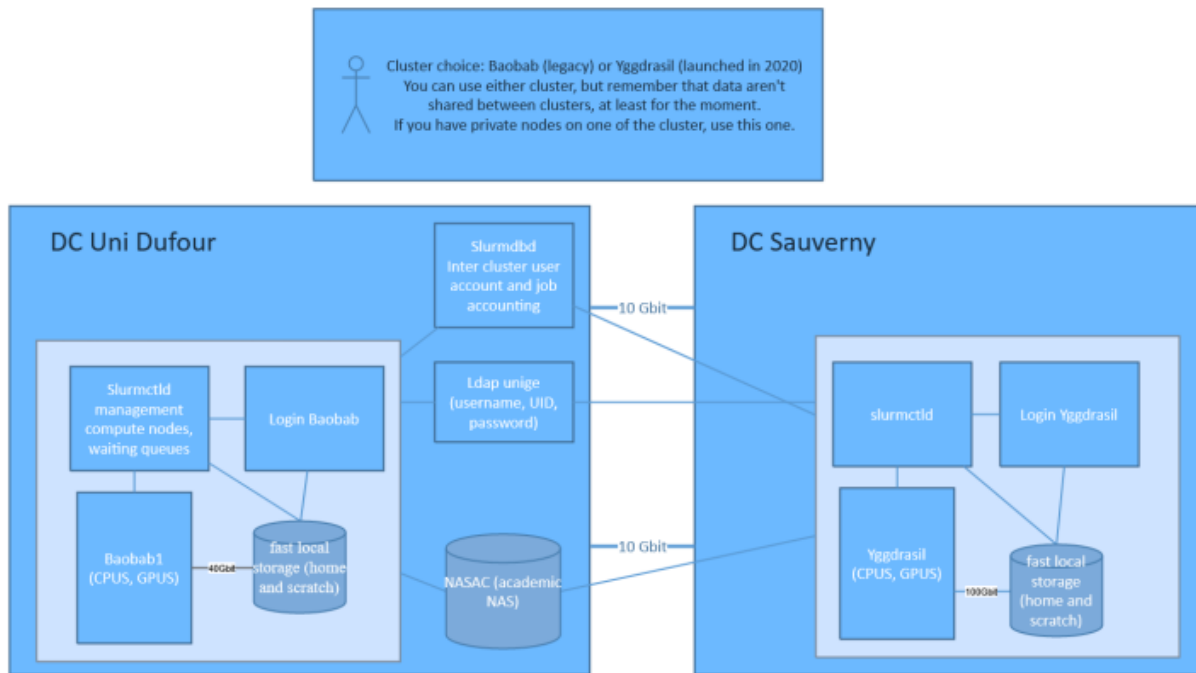 Cluster choice: Baobab (legacy) or Yggdrasil (launched in 2020)
You can use either cluster, but remember that data aren't
shared between clusters, at least for the moment.
If you have private nodes on one of the cluster, use this one.
DC Uni Dufour
Slurmdbd
Inter cluster user
account and job
accounting
Ldap unige
(username, UID,
password)
Slurmctld
management
compute nodes,
waiting queues
Login Baobab
Baobab1
(CPUS, GPUS)
40Gbit
fast local
storage (home
and scratch)
NASAC (academic
NAS)
10 Gbit
10 Gbit
DC Sauverny
slurmctld
Login Yggdrasil
Yggdrasil
(CPUS, GPUS)
100Gbit
fast local
storage
(home and
scratch)